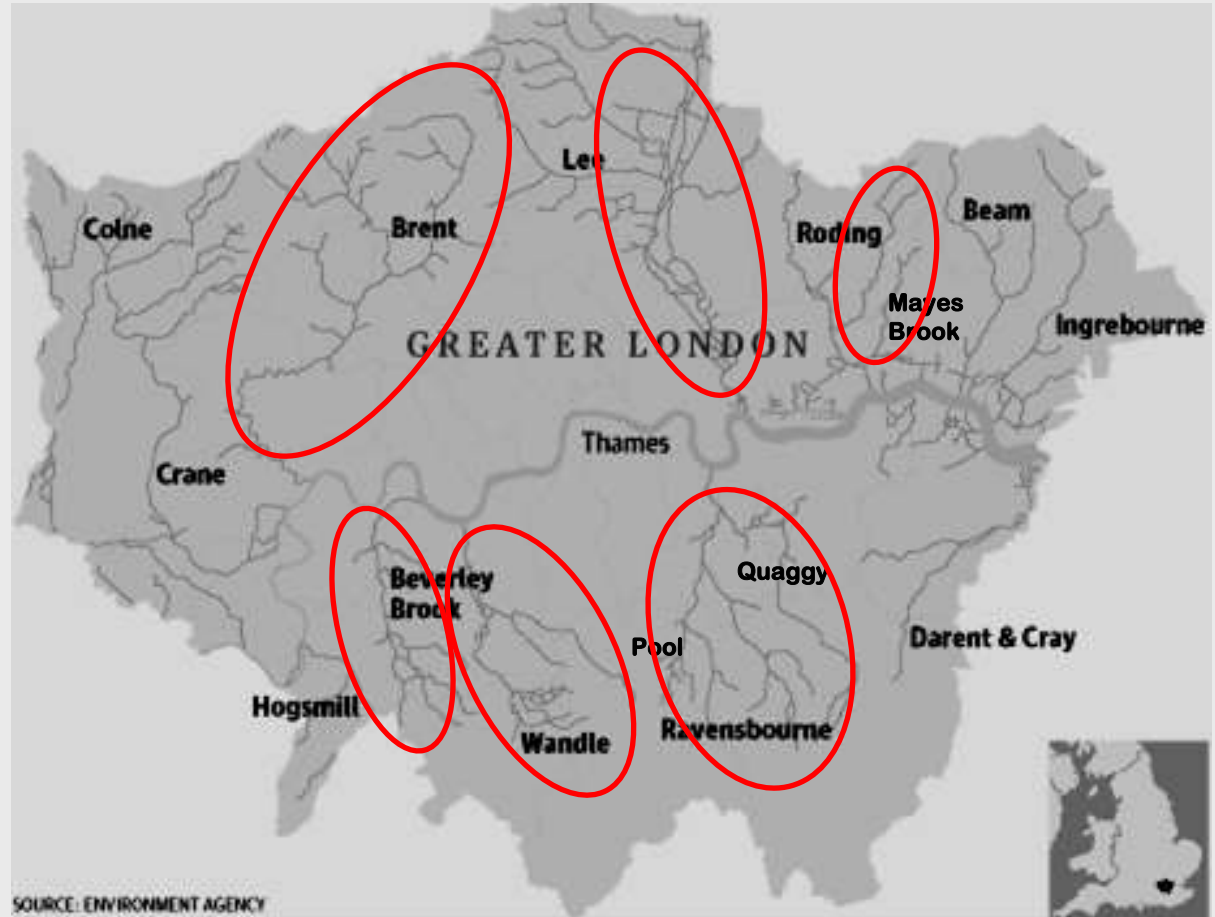 Lee
Colne
Brent
Roding
Beam
Mayes
Brook
Ingrebourne
GREATER LONDON
Thames
Crane
Beverley
Brook
Quaggy
Pool
Darent & Cray
Hogsmill
Wandle
Ravensbourne
SOURCE: ENVIRONMENT AGENCY